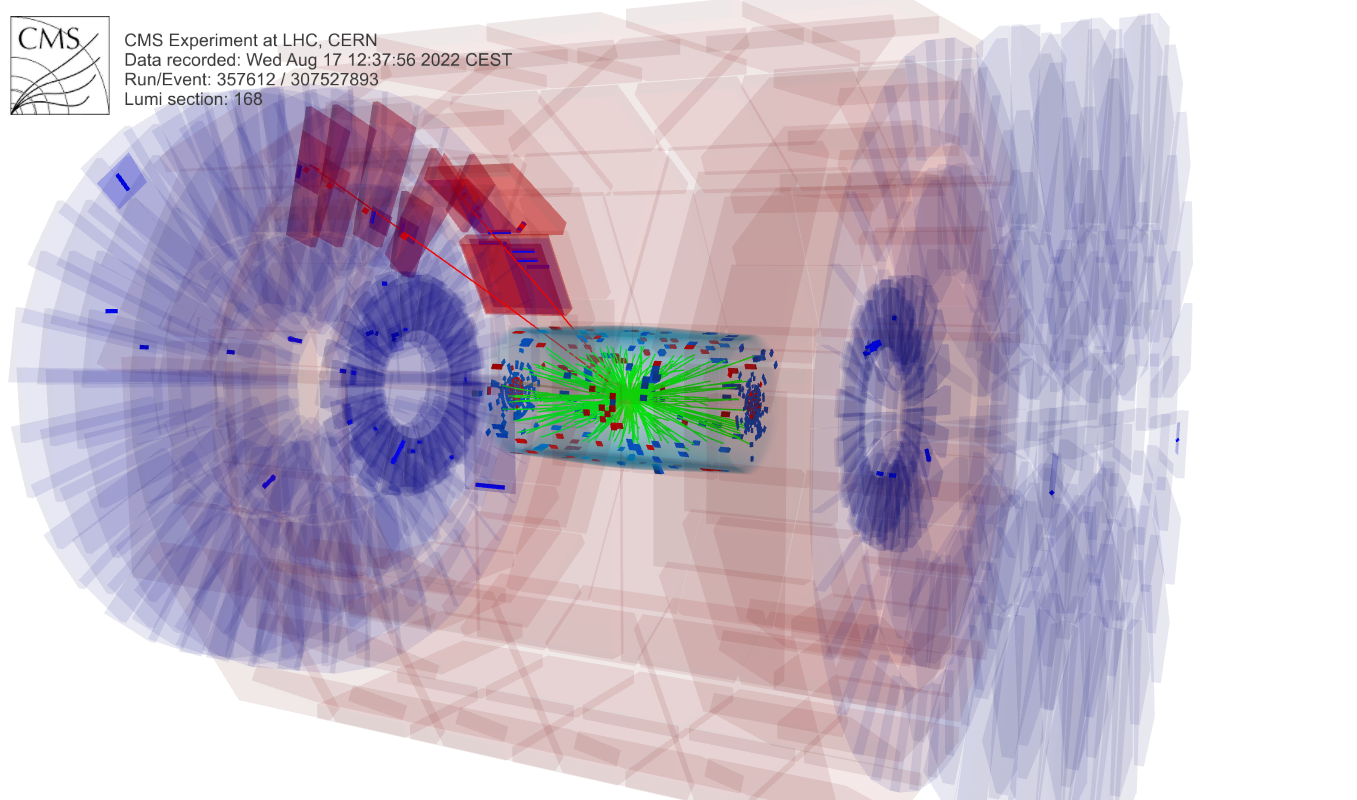 CMS
CMS Experiment at LHC, CERN
Data recorded: Wed Aug 17 12:37:56 2022 CEST
Run/Event: 357612 / 307527893
Lumi section: 168